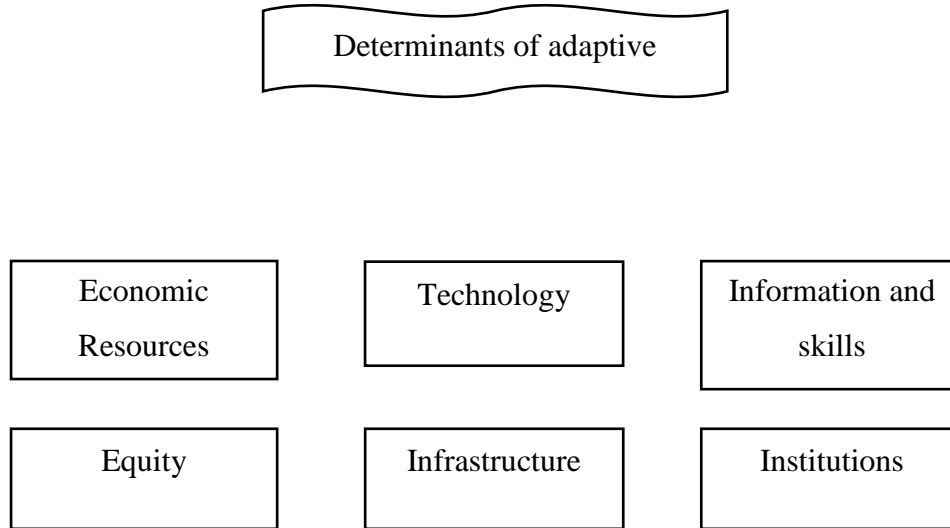 Determinants of adaptive
Economic
Resources
Technology
Information and
skills
Equity
Infrastructure
Institutions